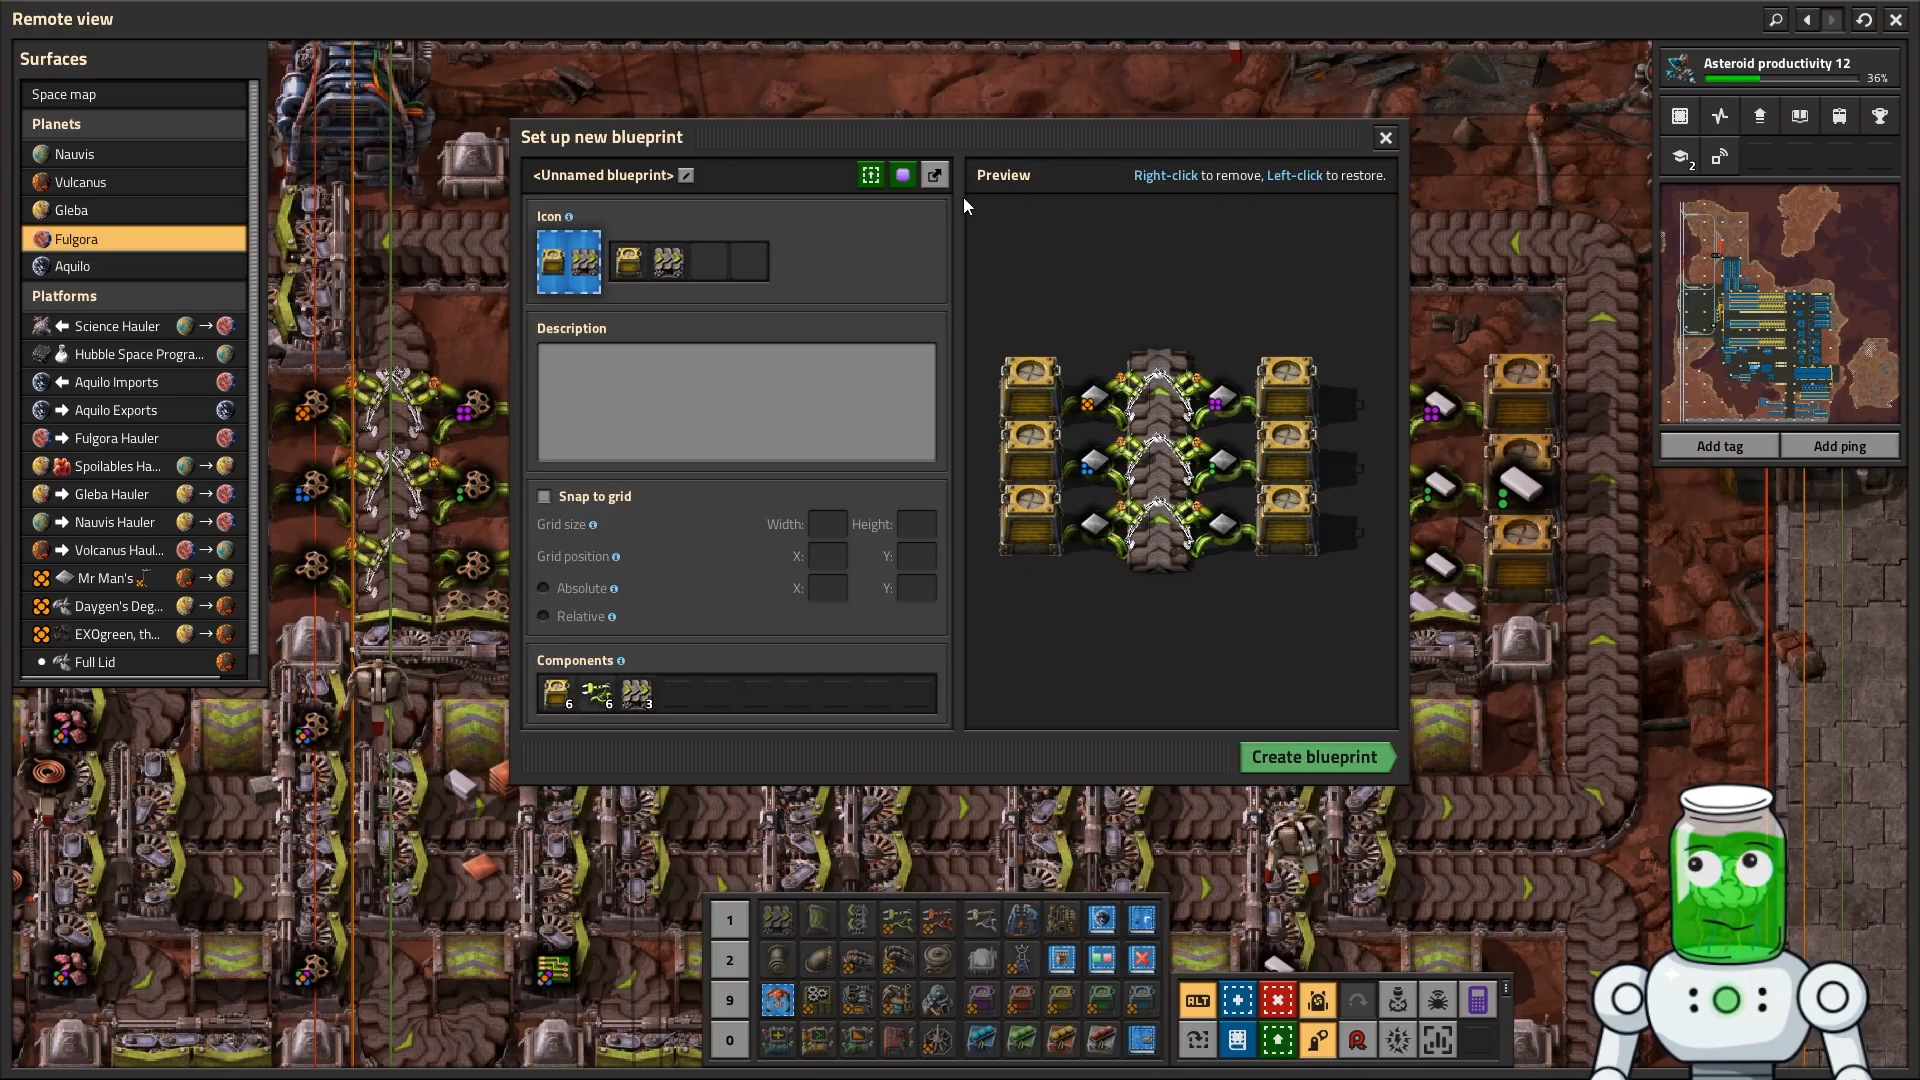 Remote view
Surfaces
Space map
Planets
Nauvis
Vulcanus
Gleba
Fulgora
Aquilo
Platforms
Science Hauler
Hubble Space Progra...
Aquilo Imports
Aquilo Exports
Fulgora Hauler
Spoilables Ha...
Gleba Hauler
Nauvis Hauler
Volcanus Haul...
Mr Man's
Daygen's Deg...
EXOgreen, th...
Full Lid
Set up new blueprint
<Unnamed blueprint>
Icon
Description
Snap to grid
Grid size
Width:
Height:
Grid position
X:
Y:
Absolute
X:
Y:
Relative
Components
6
6
3
Preview
Right-click to remove, Left-click to restore.
Create blueprint
Asteroid productivity 12
36%
2
Add tag
Add ping
1
2
9
0
ALT
R